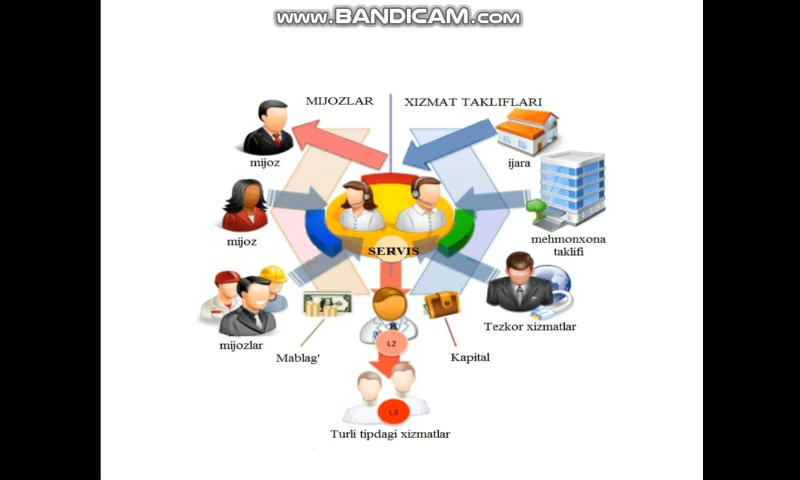 www.BANDICAM.com
MIJOZLAR
XIZMAT TAKLIFLARI
mijoz
ijara
mijoz
mehmonxona
taklifi
SERVIS
mijozlar
Tezkor xizmatlar
Mablag'
L2
Kapital
L3
Turli tipdagi xizmatlar